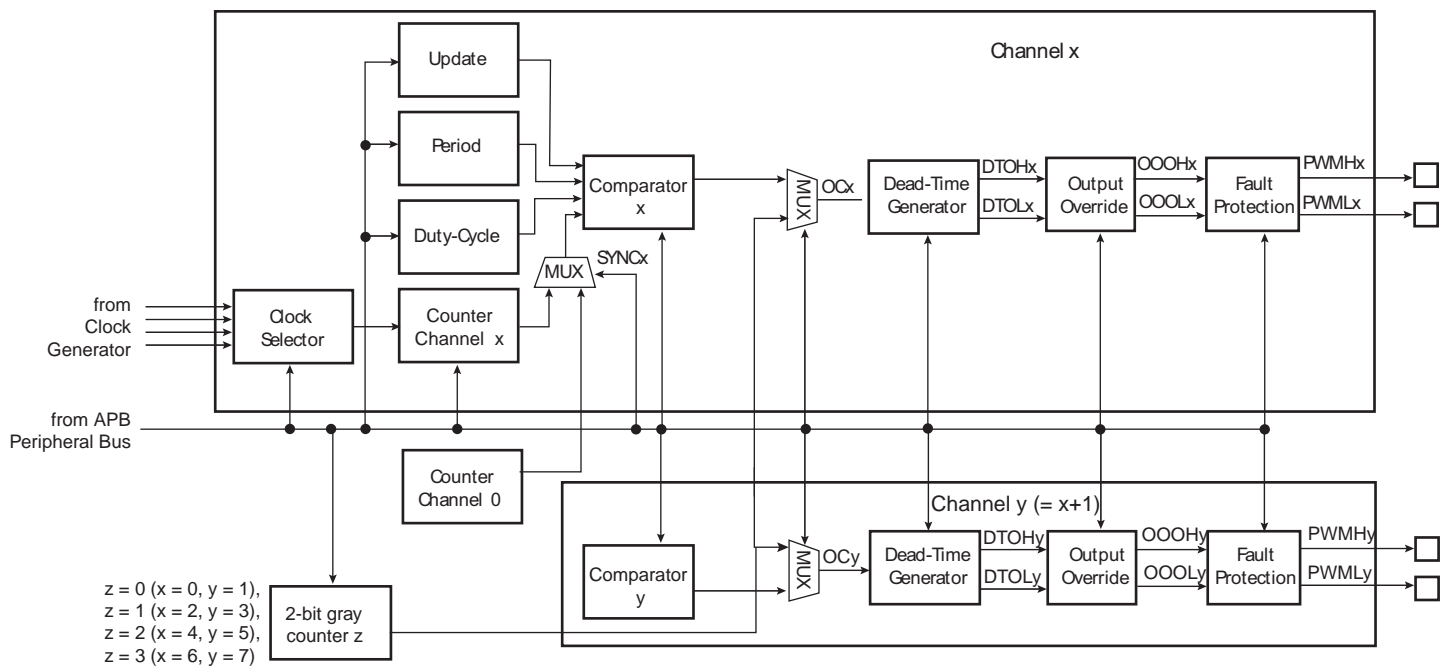 Channel x
Update
Period
Duty-Cycle
Comparator
x
MUX
SYNCx
MUX
OCx
Dead-Time
Generator
DTOHx
DTOLx
Output
Override
OOOHx
OOOLx
Fault
Protection
PWMHx
PWMLx
from
Clock
Generator
Clock
Selector
Counter
Channel x
from APB
Peripheral Bus
Counter
Channel 0
Channel y (= x+1)
Comparator
y
MUX
OCy
Dead-Time
Generator
DTOHy
DTOLy
Output
Override
OOOHy
OOOLy
Fault
Protection
PWMHy
PWMLy
z = 0 (x = 0, y = 1),
z = 1 (x = 2, y = 3),
z = 2 (x = 4, y = 5),
z = 3 (x = 6, y = 7)
2-bit gray
counter z